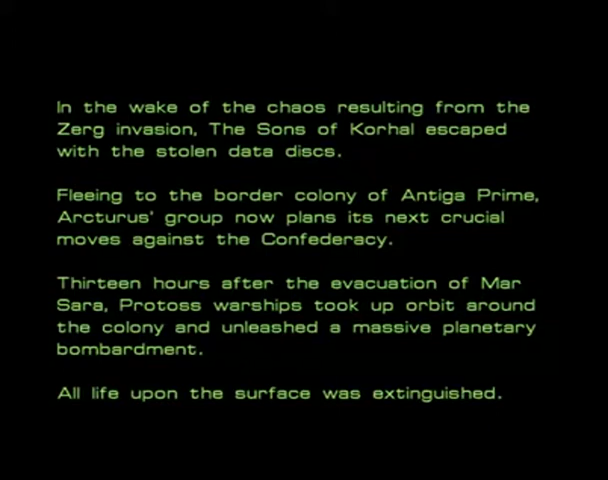 In the wake of the chaos resulting from the
Zerg invasion, The Sons of Korhal escaped
with the stolen data discs.
Fleeing to the border colony of Antiga Prime,
Arcturus' group now plans its next crucial
moves against the Confederacy.
Thirteen hours after the evacuation of Mar
Sara, Protoss warships took up orbit around
the colony and unleashed a massive planetary
bombardment.
All life upon the surface was extinguished.